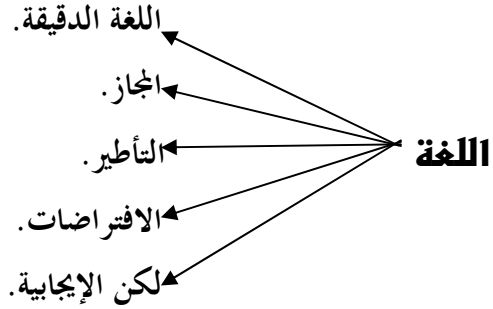 اللغة
اللغة الدقيقة.
المجاز.
التأطير.
الافتراضات.
لكن الإيجابية.